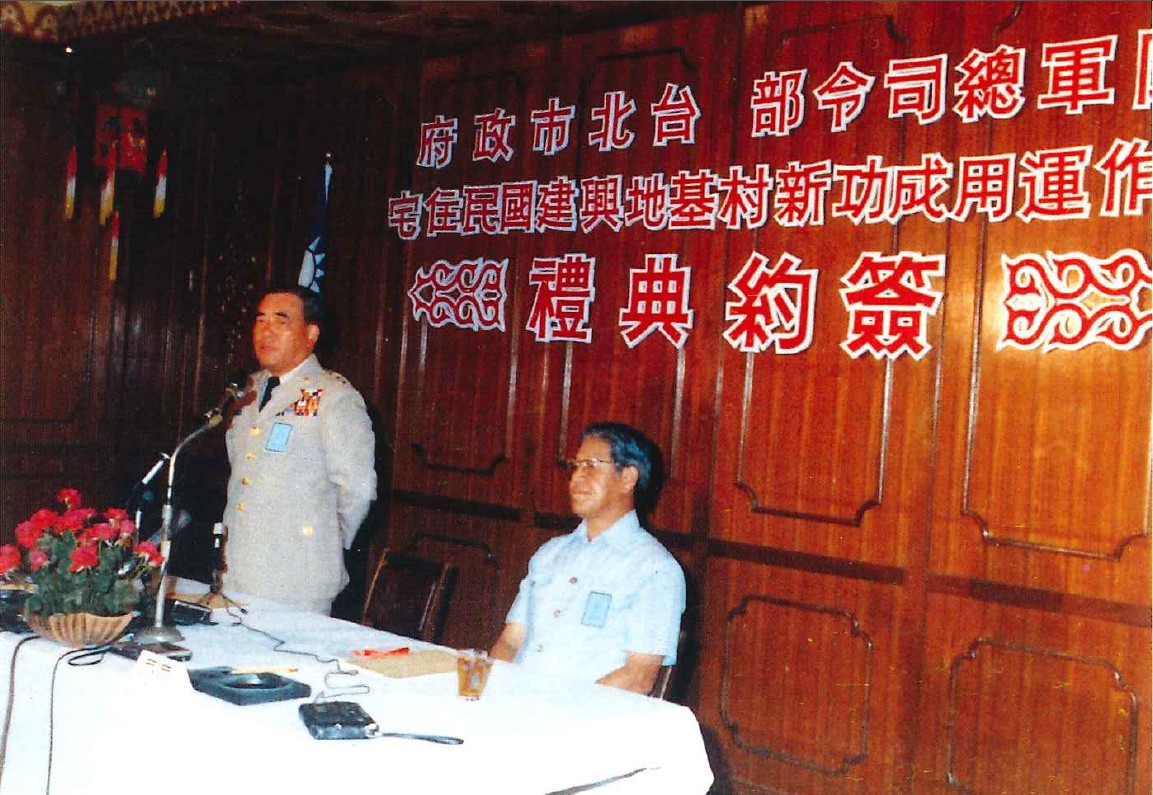 軍總司令部 台北市政府
作運用成功新村基地興建國民住宅
簽約典禮